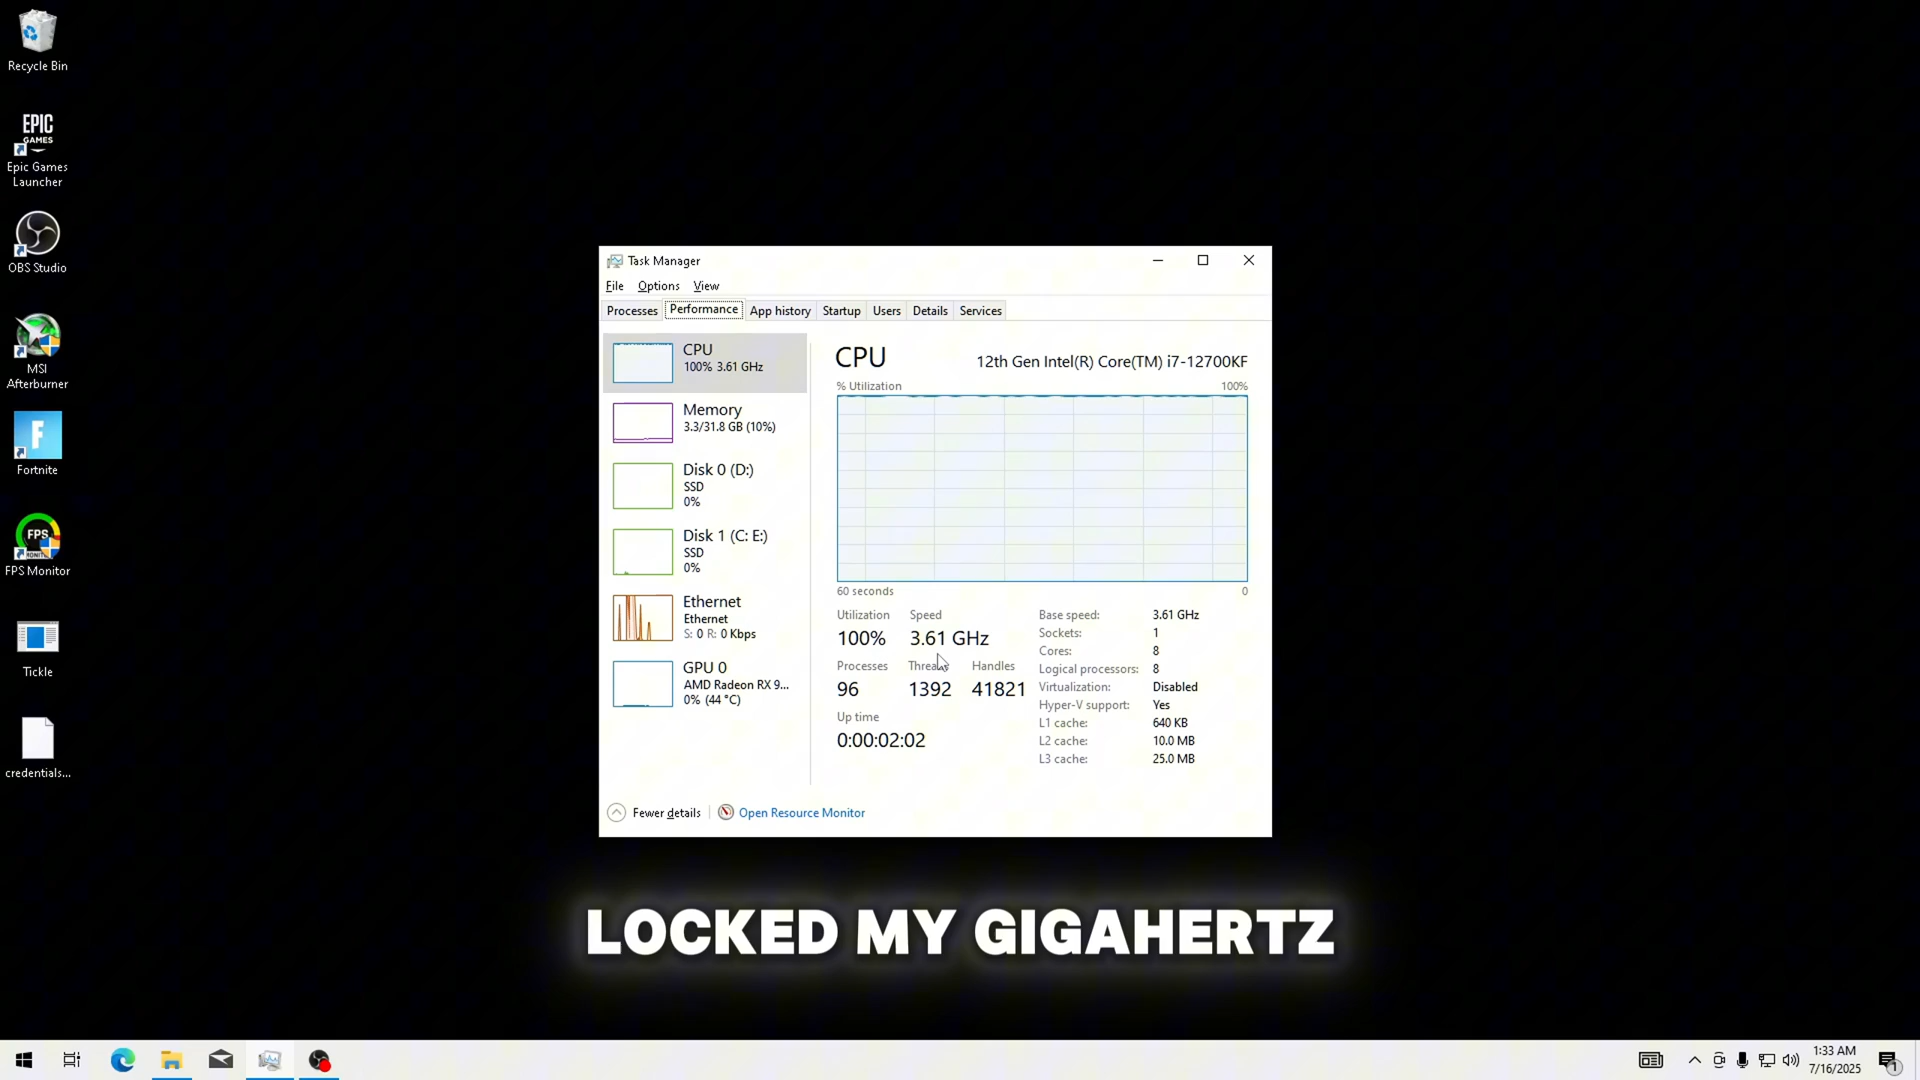 Recycle Bin
EPIC
GAMES
Epic Games
Launcher
OBS Studio
MSI
Afterburner
F
Fortnite
FPS
MONITOR
FPS Monitor
Tickle
credentials...
Task Manager
File Options View
Processes Performance App history Startup Users Details Services
CPU
100% 3.61 GHz
Memory
3.3/31.8 GB (10%)
Disk 0 (D:)
SSD
0%
Disk 1 (C: E:)
SSD
0%
Ethernet
Ethernet
S: 0 R: 0 Kbps
GPU 0
AMD Radeon RX 9...
0% (44 °C)
CPU 12th Gen Intel(R) Core(TM) i7-12700KF
% Utilization 100%
60 seconds 0
Utilization Speed
100% 3.61 GHz
Processes Threads Handles
96 1392 41821
Up time
0:00:02:02
Base speed: 3.61 GHz
Sockets: 1
Cores: 8
Logical processors: 8
Virtualization: Disabled
Hyper-V support: Yes
L1 cache: 640 KB
L2 cache: 10.0 MB
L3 cache: 25.0 MB
Fewer details Open Resource Monitor
LOCKED MY GIGAHERTZ
1:33 AM
7/16/2025
1